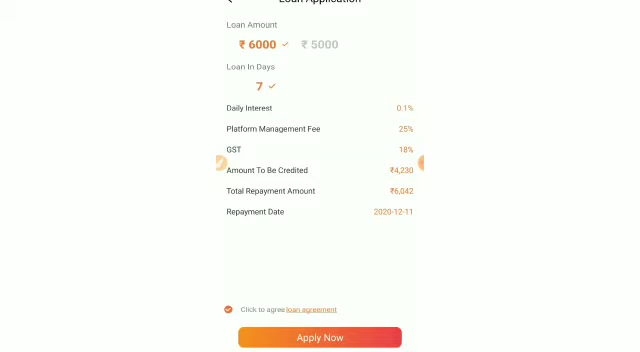 Loan Application
Loan Amount
₹ 6000 ₹ 5000
Loan In Days
7
Daily Interest 0.1%
Platform Management Fee 25%
GST 18%
Amount To Be Credited ₹4,230
Total Repayment Amount ₹6,042
Repayment Date 2020-12-11
Click to agree loan agreement
Apply Now